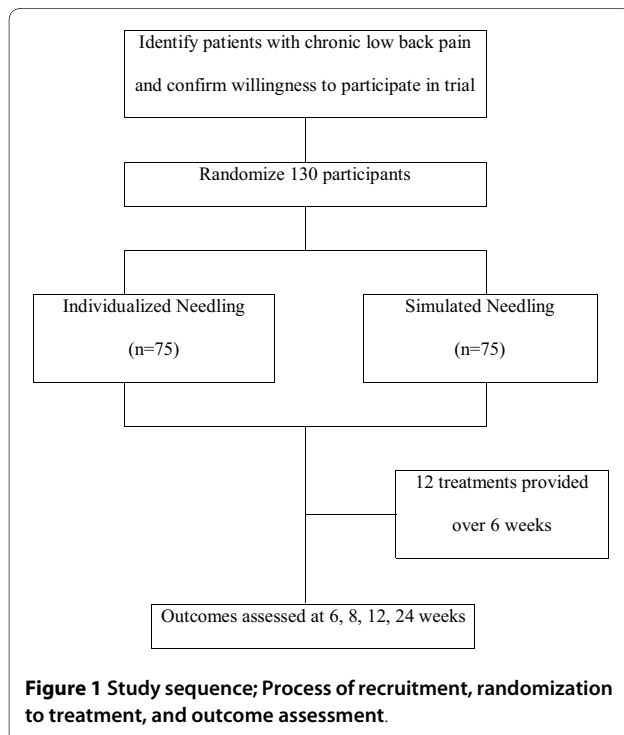 Identify patients with chronic low back pain
and confirm willingness to participate in trial
Randomize 130 participants
Individualized Needling
(n=75)
Simulated Needling
(n=75)
12 treatments provided
over 6 weeks
Outcomes assessed at 6, 8, 12, 24 weeks
Figure 1 Study sequence; Process of recruitment, randomization
to treatment, and outcome assessment.